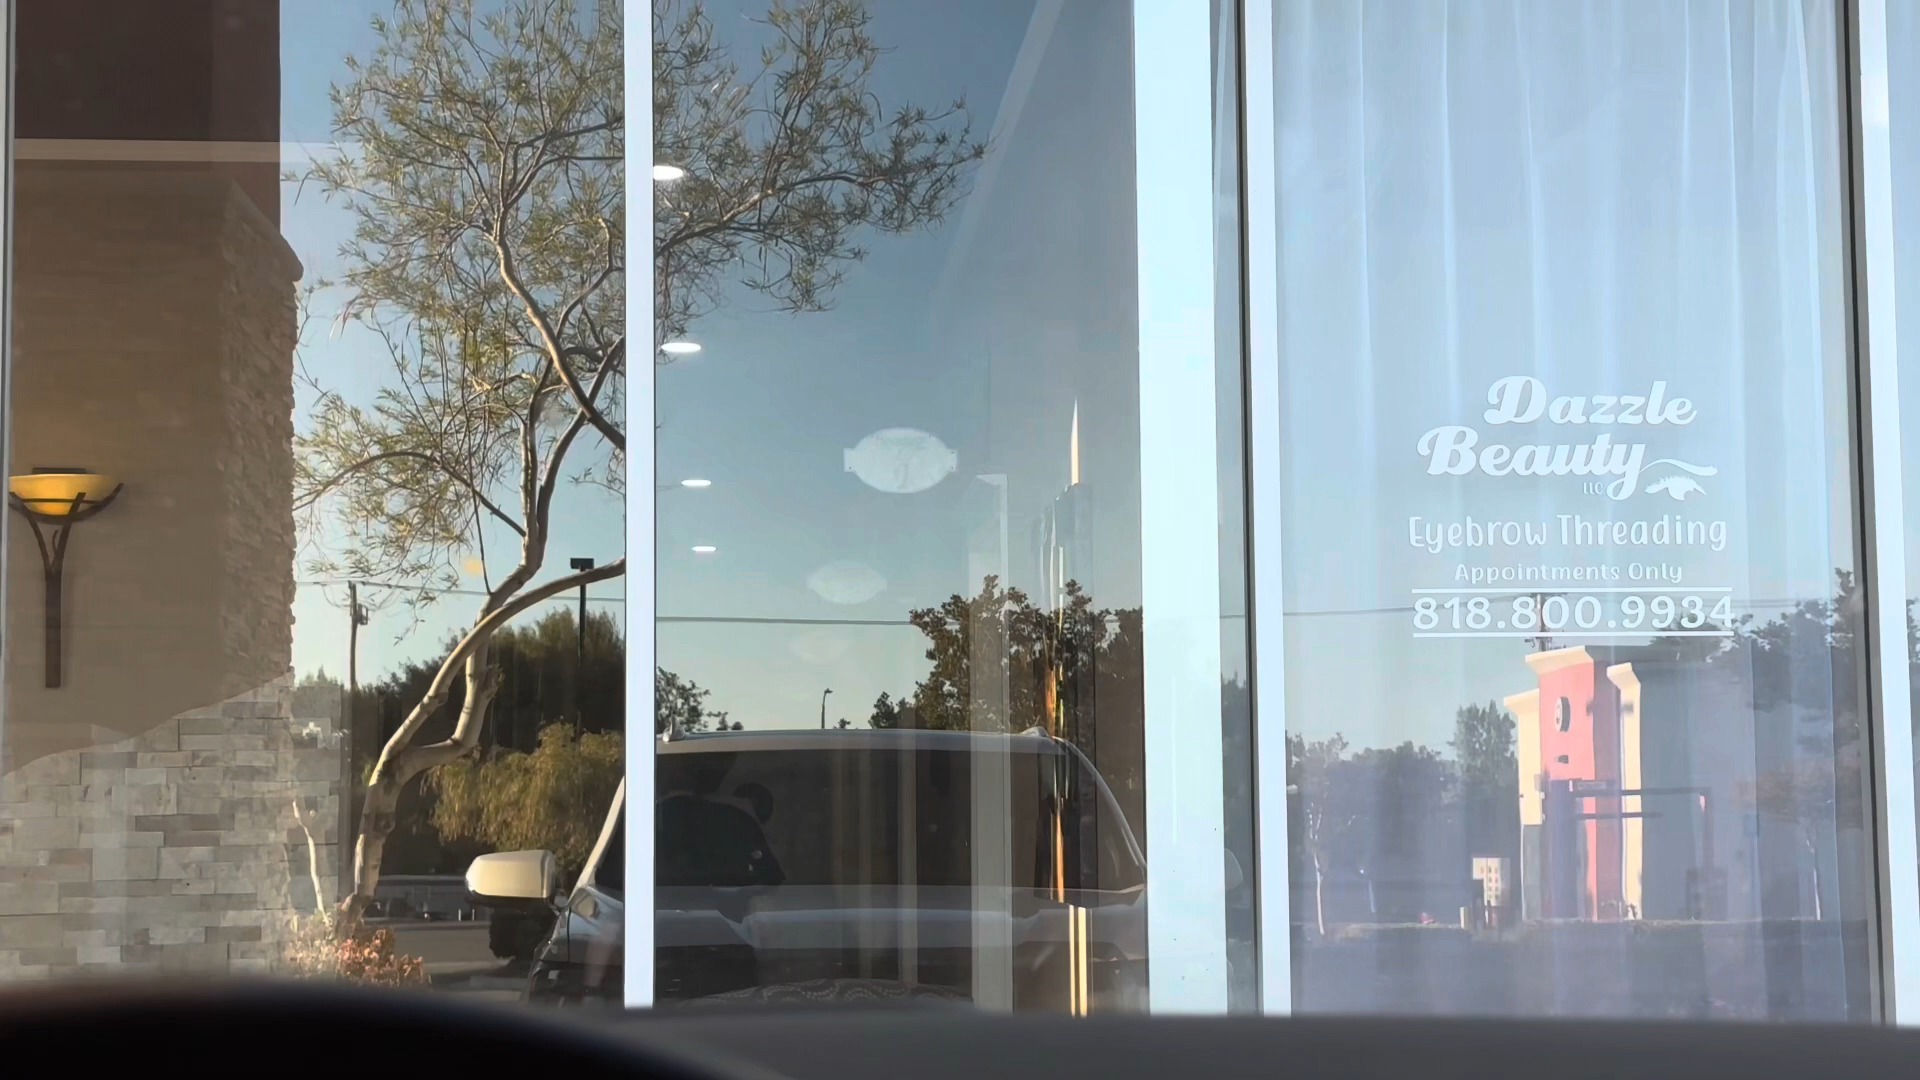 Dazzle
Beauty
LLC
Eyebrow Threading
Appointments Only
818.800.9934